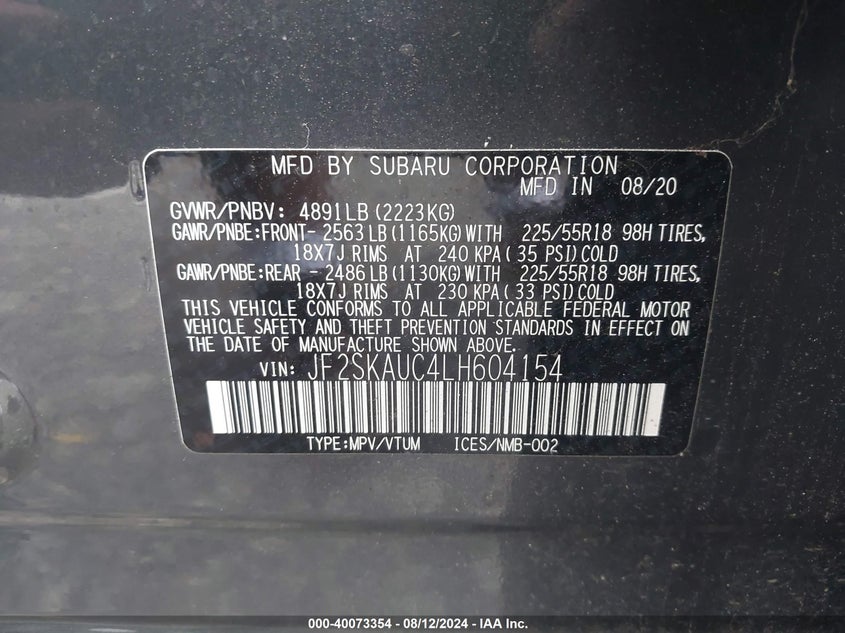 MFD BY SUBARU CORPORATION
MFD IN 08/20
GVWR/PNBV: 4891LB(2223KG)
GAWR/PNBE:FRONT- 2563LB(1165KG)WITH 225/55R18 98H TIRES,
18X7J RIMS AT 240 KPA( 35 PSI)COLD
GAWR/PNBE:REAR - 2486LB(1130KG)WITH 225/55R18 98H TIRES,
18X7J RIMS AT 230 KPA( 33 PSI)COLD
THIS VEHICLE CONFORMS TO ALL APPLICABLE FEDERAL MOTOR
VEHICLE SAFETY AND THEFT PREVENTION STANDARDS IN EFFECT ON
THE DATE OF MANUFACTURE SHOWN ABOVE.
VIN: JF2SKAUC4LH604154
TYPE:MPV/VTUM ICES/NMB-002
000-40073354 - 08/12/2024 - IAA Inc.